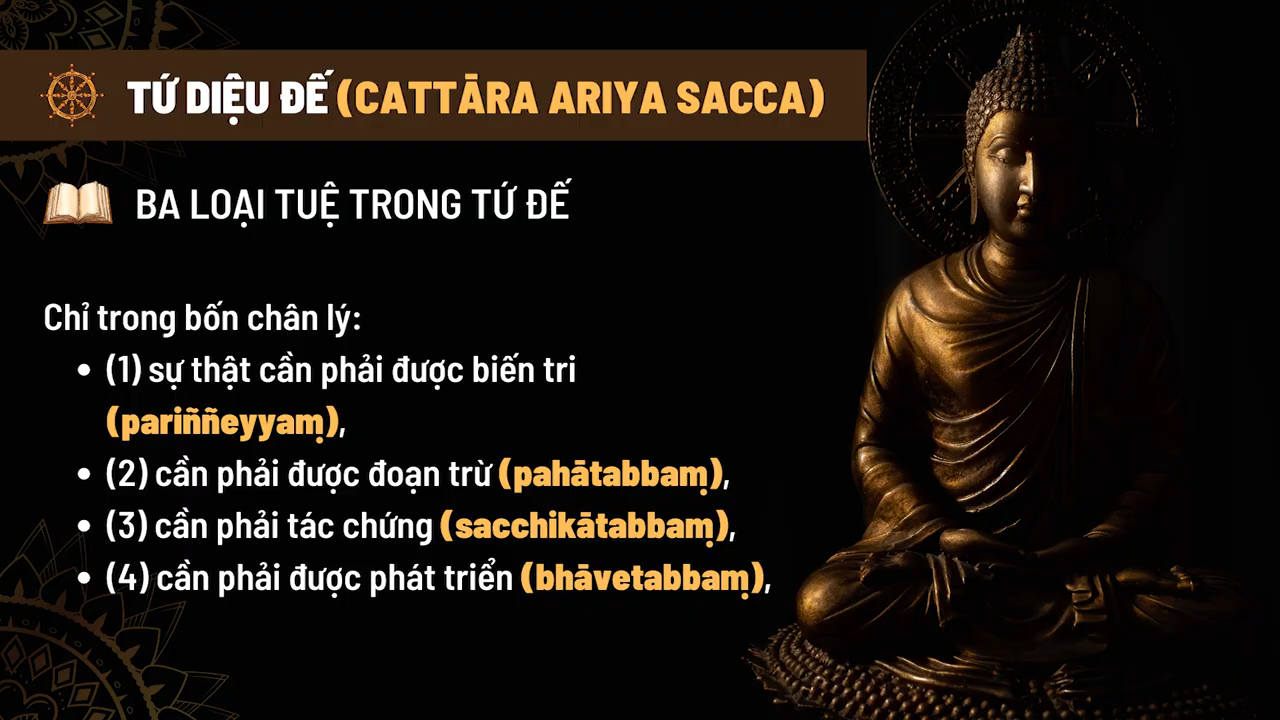 TỨ DIỆU ĐẾ (CATTĀRA ARIYA SACCA)
BA LOẠI TUỆ TRONG TỨ ĐẾ
Chỉ trong bốn chân lý:
• (1) sự thật cần phải được biến tri
(pariññeyyaṃ),
• (2) cần phải được đoạn trừ (pahātabbaṃ),
• (3) cần phải tác chứng (sacchikātabbaṃ),
• (4) cần phải được phát triển (bhāvetabbaṃ),